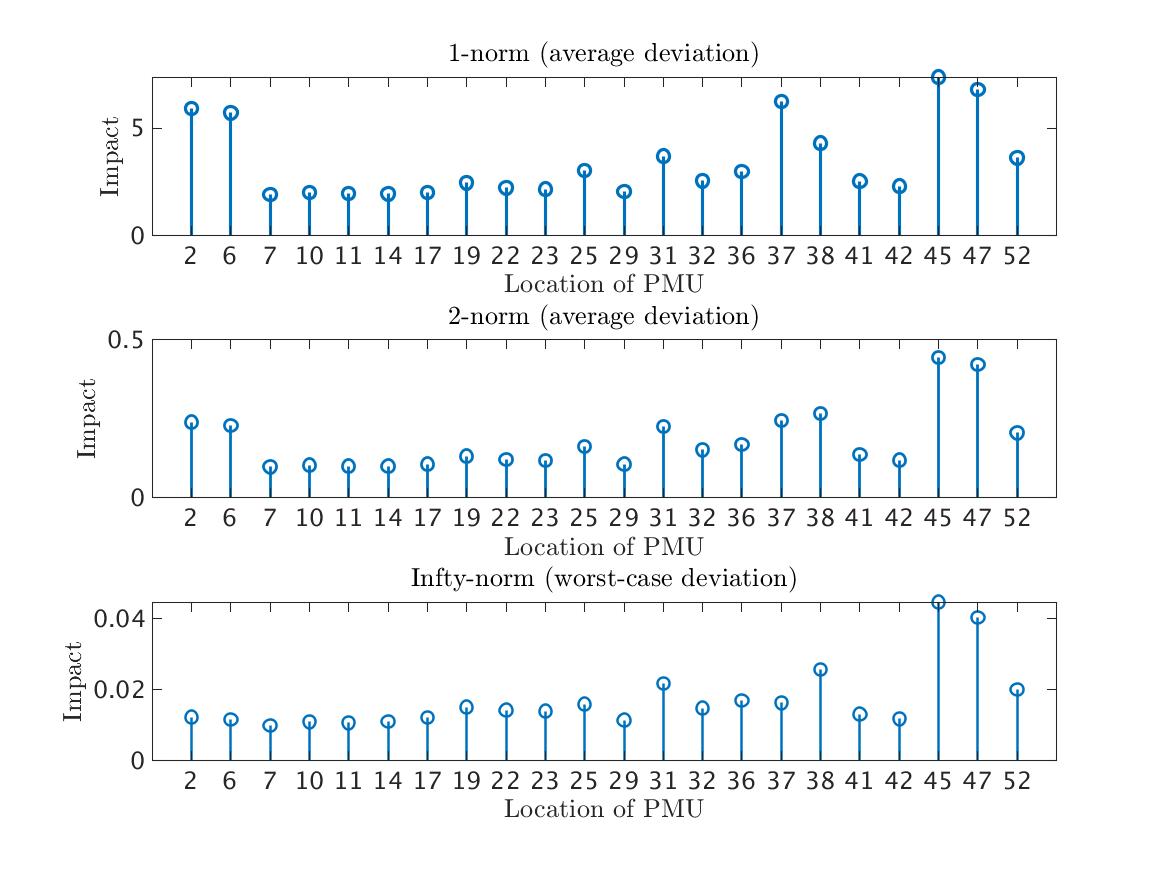 1-norm (average deviation)
Impact
5
0
2 6 7 10 11 14 17 19 22 23 25 29 31 32 36 37 38 41 42 45 47 52
Location of PMU
2-norm (average deviation)
Impact
0.5
0
2 6 7 10 11 14 17 19 22 23 25 29 31 32 36 37 38 41 42 45 47 52
Location of PMU
Infty-norm (worst-case deviation)
Impact
0.04
0.02
0
2 6 7 10 11 14 17 19 22 23 25 29 31 32 36 37 38 41 42 45 47 52
Location of PMU